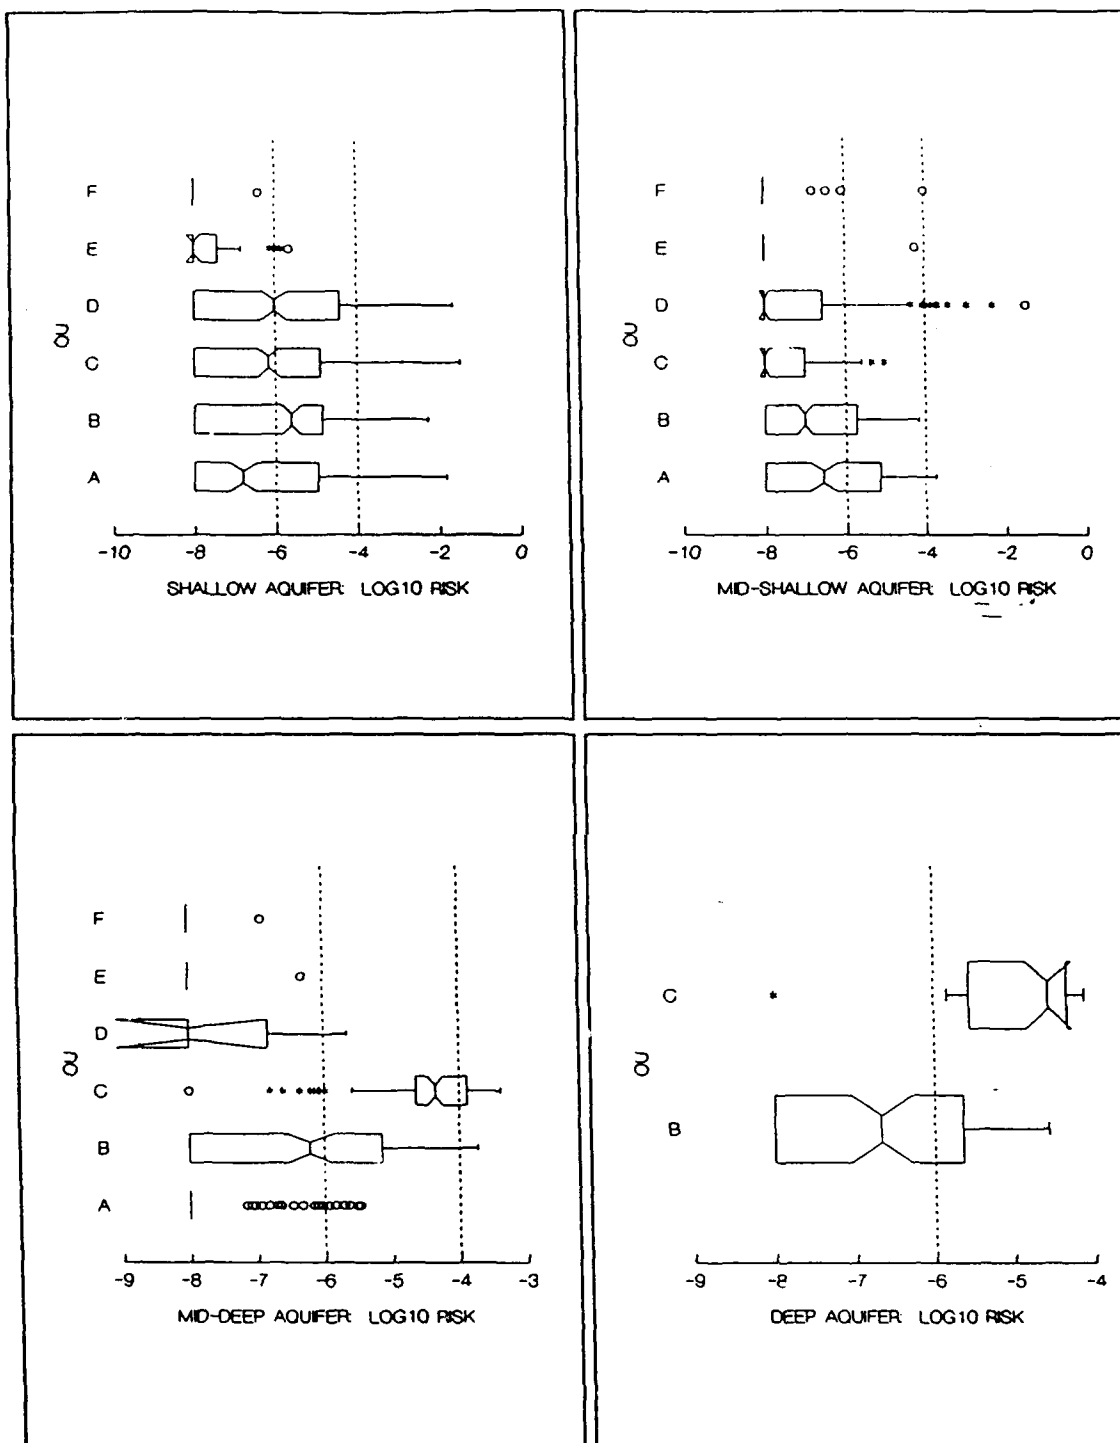 F
E
D
OU
C
B
A
-10 -8 -6 -4 -2 0
SHALLOW AQUIFER: LOG10 RISK
F
E
D
OU
C
B
A
-10 -8 -6 -4 -2 0
MID-SHALLOW AQUIFER: LOG10 RISK
F
E
D
OU
C
B
A
-9 -8 -7 -6 -5 -4 -3
MID-DEEP AQUIFER: LOG10 RISK
C
OU
B
-9 -8 -7 -6 -5 -4
DEEP AQUIFER: LOG10 RISK